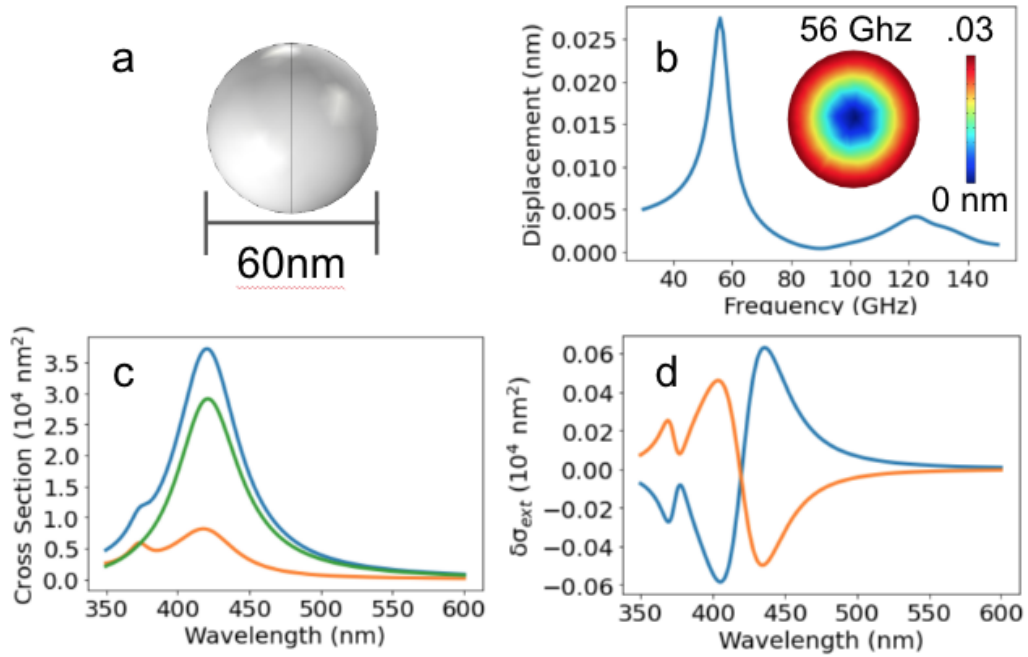 a
60nm
b
56 Ghz .03
0 nm
Displacement (nm)
0.025
0.020
0.015
0.010
0.005
0.000
40 60 80 100 120 140
Frequency (GHz)
c
Cross Section (10⁴ nm²)
3.5
3.0
2.5
2.0
1.5
1.0
0.5
0.0
350 400 450 500 550 600
Wavelength (nm)
d
δσext (10⁴ nm²)
0.06
0.04
0.02
0.00
−0.02
−0.04
−0.06
350 400 450 500 550 600
Wavelength (nm)